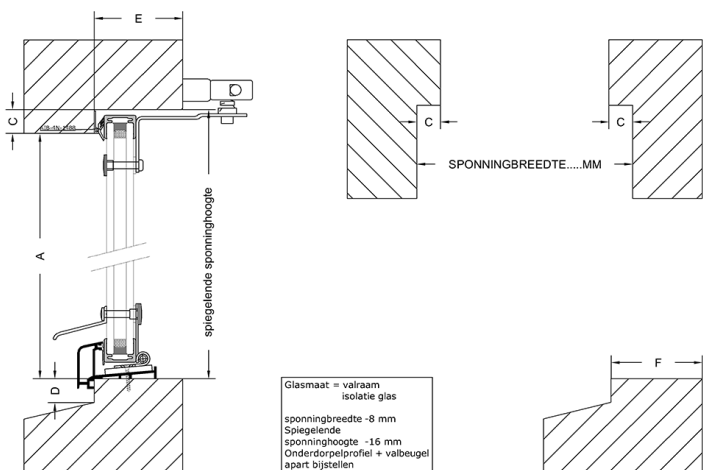 E
C
C
C
SPONNINGBREEDTE.....MM
A
spiegelende sponninghoogte
D
F
Glasmaat = valraam
isolatie glas
sponningbreedte -8 mm
Spiegelende
sponninghoogte -16 mm
Onderdorpelprofiel + valbeugel
apart bijstellen